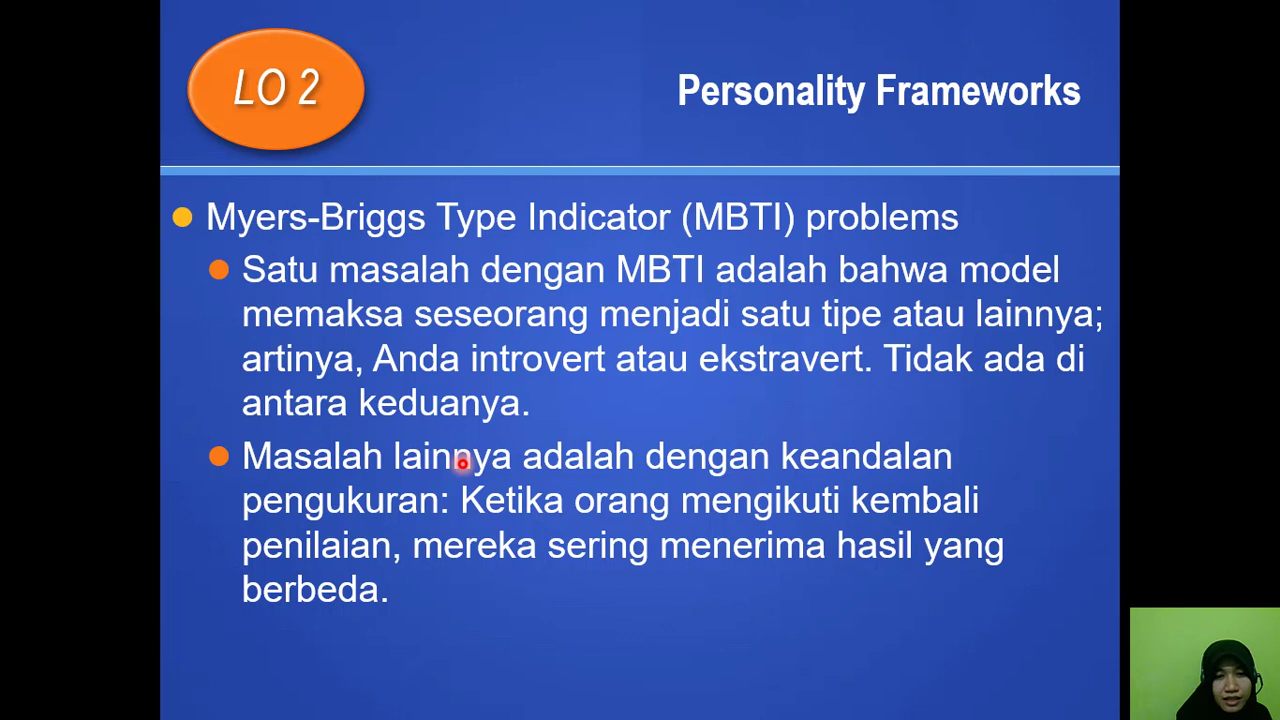 LO 2
Personality Frameworks
Myers-Briggs Type Indicator (MBTI) problems
Satu masalah dengan MBTI adalah bahwa model
memaksa seseorang menjadi satu tipe atau lainnya;
artinya, Anda introvert atau ekstravert. Tidak ada di
antara keduanya.
Masalah lainnya adalah dengan keandalan
pengukuran: Ketika orang mengikuti kembali
penilaian, mereka sering menerima hasil yang
berbeda.